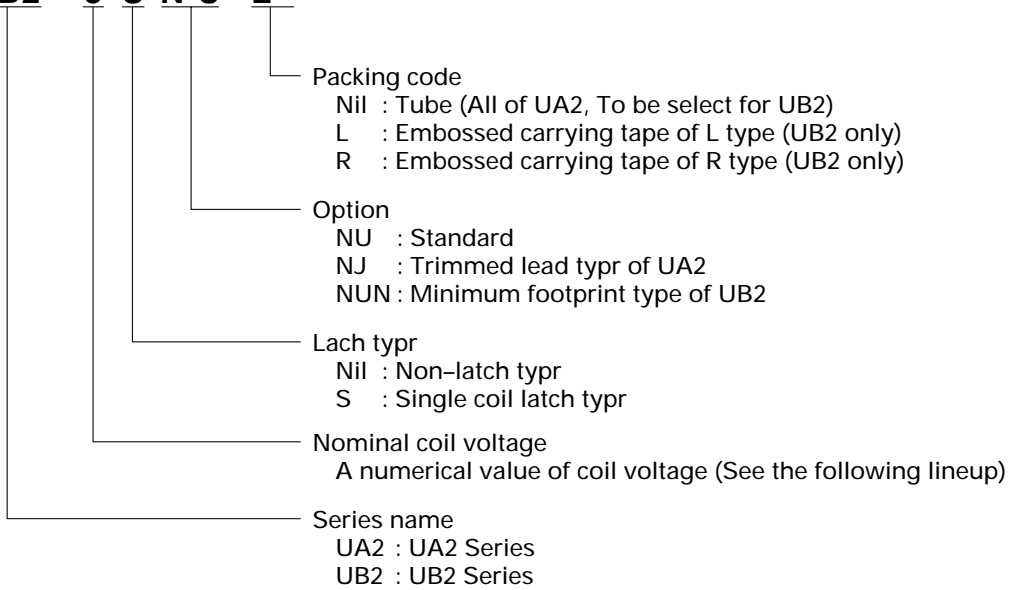 Packing code
Nil : Tube (All of UA2, To be select for UB2)
L : Embossed carrying tape of L type (UB2 only)
R : Embossed carrying tape of R type (UB2 only)
Option
NU : Standard
NJ : Trimmed lead typr of UA2
NUN : Minimum footprint type of UB2
Lach typr
Nil : Non–latch typr
S : Single coil latch typr
Nominal coil voltage
A numerical value of coil voltage (See the following lineup)
Series name
UA2 : UA2 Series
UB2 : UB2 Series